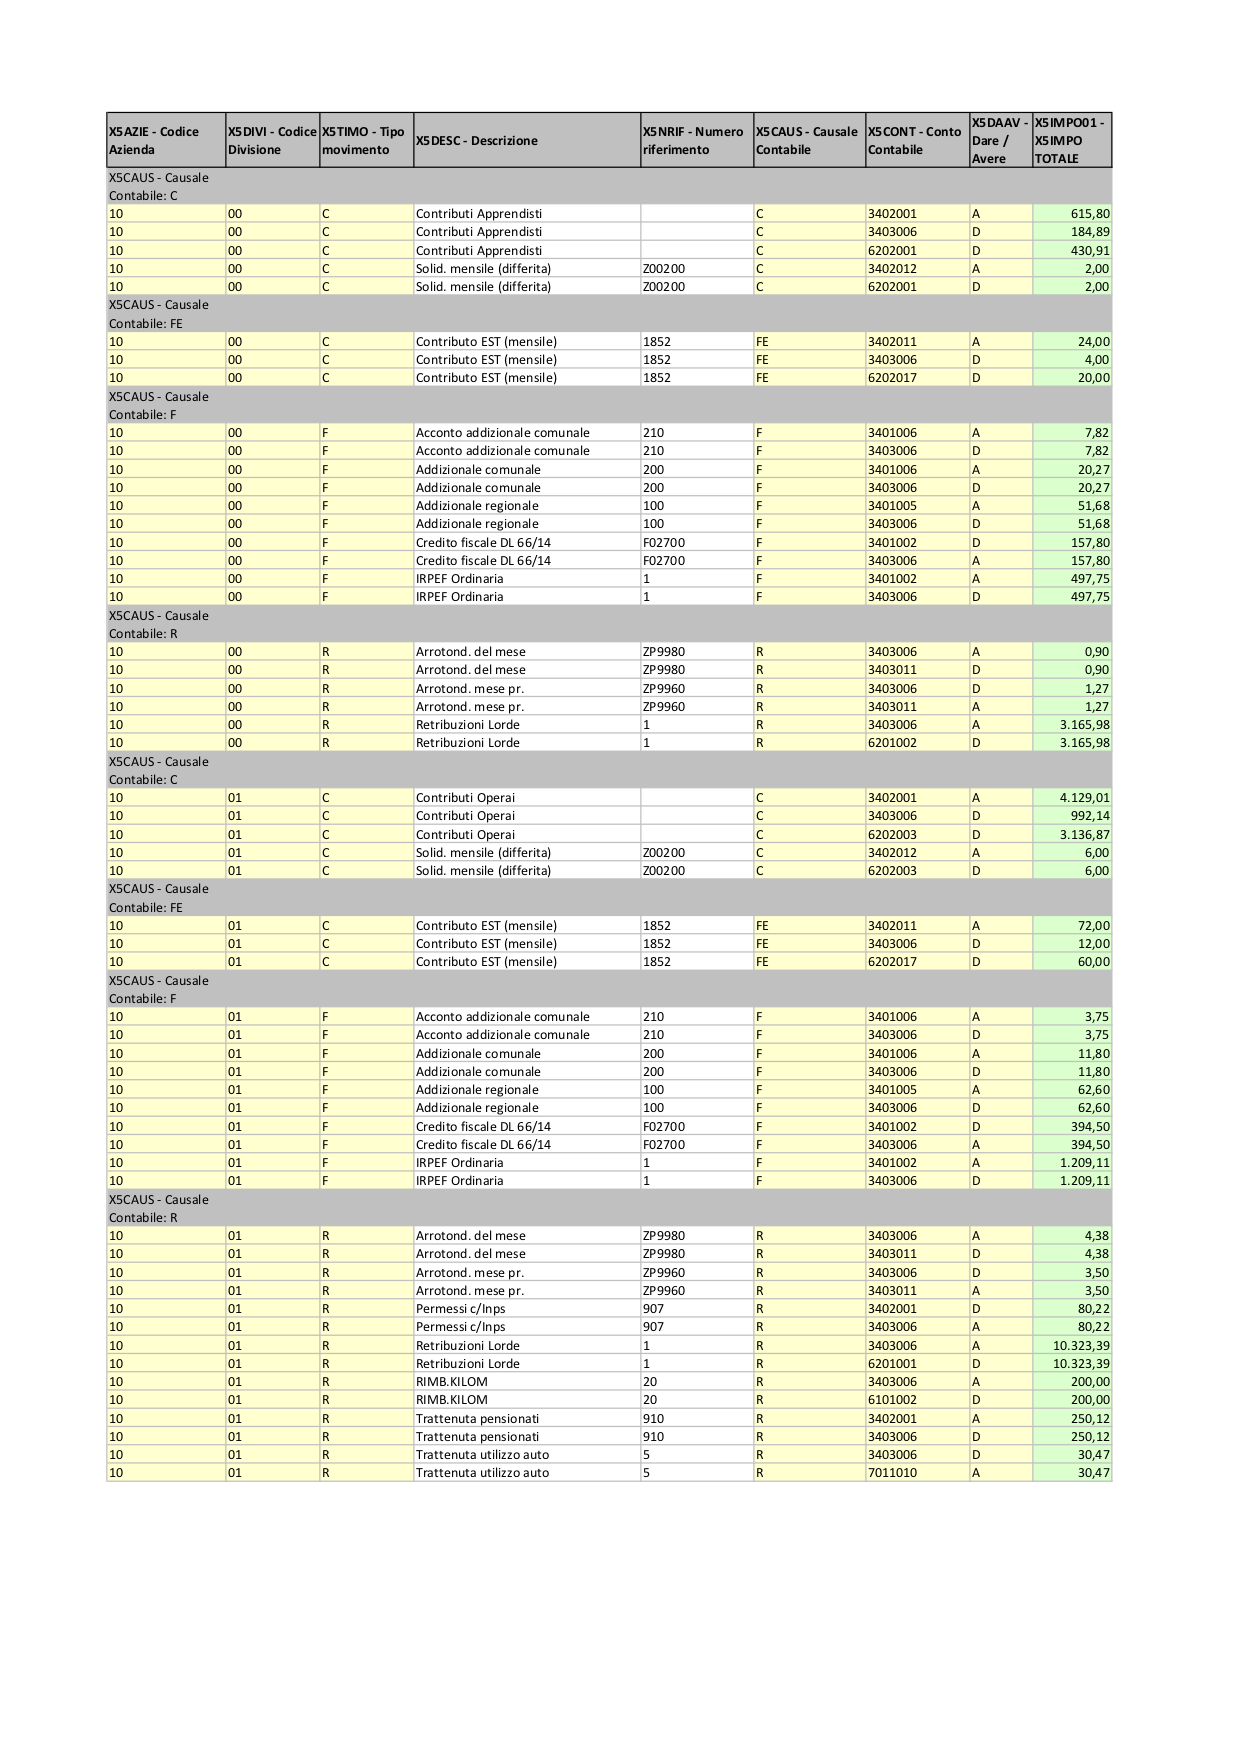 X5AZIE - Codice Azienda X5DIVI - Codice Divisione X5TIMO - Tipo movimento X5DESC - Descrizione X5NRIF - Numero riferimento X5CAUS - Causale Contabile X5CONT - Conto Contabile X5DAAV - Dare / Avere X5IMPO01 - X5IMPO TOTALE
X5CAUS - Causale
Contabile: C
10 00 C Contributi Apprendisti C 3402001 A 615,80
10 00 C Contributi Apprendisti C 3403006 D 184,89
10 00 C Contributi Apprendisti C 6202001 D 430,91
10 00 C Solid. mensile (differita) Z00200 C 3402012 A 2,00
10 00 C Solid. mensile (differita) Z00200 C 6202001 D 2,00
X5CAUS - Causale
Contabile: FE
10 00 C Contributo EST (mensile) 1852 FE 3402011 A 24,00
10 00 C Contributo EST (mensile) 1852 FE 3403006 D 4,00
10 00 C Contributo EST (mensile) 1852 FE 6202017 D 20,00
X5CAUS - Causale
Contabile: F
10 00 F Acconto addizionale comunale 210 F 3401006 A 7,82
10 00 F Acconto addizionale comunale 210 F 3403006 D 7,82
10 00 F Addizionale comunale 200 F 3401006 A 20,27
10 00 F Addizionale comunale 200 F 3403006 D 20,27
10 00 F Addizionale regionale 100 F 3401005 A 51,68
10 00 F Addizionale regionale 100 F 3403006 D 51,68
10 00 F Credito fiscale DL 66/14 F02700 F 3401002 D 157,80
10 00 F Credito fiscale DL 66/14 F02700 F 3403006 A 157,80
10 00 F IRPEF Ordinaria 1 F 3401002 A 497,75
10 00 F IRPEF Ordinaria 1 F 3403006 D 497,75
X5CAUS - Causale
Contabile: R
10 00 R Arrotond. del mese ZP9980 R 3403006 A 0,90
10 00 R Arrotond. del mese ZP9980 R 3403011 D 0,90
10 00 R Arrotond. mese pr. ZP9960 R 3403006 D 1,27
10 00 R Arrotond. mese pr. ZP9960 R 3403011 A 1,27
10 00 R Retribuzioni Lorde 1 R 3403006 A 3.165,98
10 00 R Retribuzioni Lorde 1 R 6201002 D 3.165,98
X5CAUS - Causale
Contabile: C
10 01 C Contributi Operai C 3402001 A 4.129,01
10 01 C Contributi Operai C 3403006 D 992,14
10 01 C Contributi Operai C 6202003 D 3.136,87
10 01 C Solid. mensile (differita) Z00200 C 3402012 A 6,00
10 01 C Solid. mensile (differita) Z00200 C 6202003 D 6,00
X5CAUS - Causale
Contabile: FE
10 01 C Contributo EST (mensile) 1852 FE 3402011 A 72,00
10 01 C Contributo EST (mensile) 1852 FE 3403006 D 12,00
10 01 C Contributo EST (mensile) 1852 FE 6202017 D 60,00
X5CAUS - Causale
Contabile: F
10 01 F Acconto addizionale comunale 210 F 3401006 A 3,75
10 01 F Acconto addizionale comunale 210 F 3403006 D 3,75
10 01 F Addizionale comunale 200 F 3401006 A 11,80
10 01 F Addizionale comunale 200 F 3403006 D 11,80
10 01 F Addizionale regionale 100 F 3401005 A 62,60
10 01 F Addizionale regionale 100 F 3403006 D 62,60
10 01 F Credito fiscale DL 66/14 F02700 F 3401002 D 394,50
10 01 F Credito fiscale DL 66/14 F02700 F 3403006 A 394,50
10 01 F IRPEF Ordinaria 1 F 3401002 A 1.209,11
10 01 F IRPEF Ordinaria 1 F 3403006 D 1.209,11
X5CAUS - Causale
Contabile: R
10 01 R Arrotond. del mese ZP9980 R 3403006 A 4,38
10 01 R Arrotond. del mese ZP9980 R 3403011 D 4,38
10 01 R Arrotond. mese pr. ZP9960 R 3403006 D 3,50
10 01 R Arrotond. mese pr. ZP9960 R 3403011 A 3,50
10 01 R Permessi c/Inps 907 R 3402001 D 80,22
10 01 R Permessi c/Inps 907 R 3403006 A 80,22
10 01 R Retribuzioni Lorde 1 R 3403006 A 10.323,39
10 01 R Retribuzioni Lorde 1 R 6201001 D 10.323,39
10 01 R RIMB.KILOM 20 R 3403006 A 200,00
10 01 R RIMB.KILOM 20 R 6101002 D 200,00
10 01 R Trattenuta pensionati 910 R 3402001 A 250,12
10 01 R Trattenuta pensionati 910 R 3403006 D 250,12
10 01 R Trattenuta utilizzo auto 5 R 3403006 D 30,47
10 01 R Trattenuta utilizzo auto 5 R 7011010 A 30,47